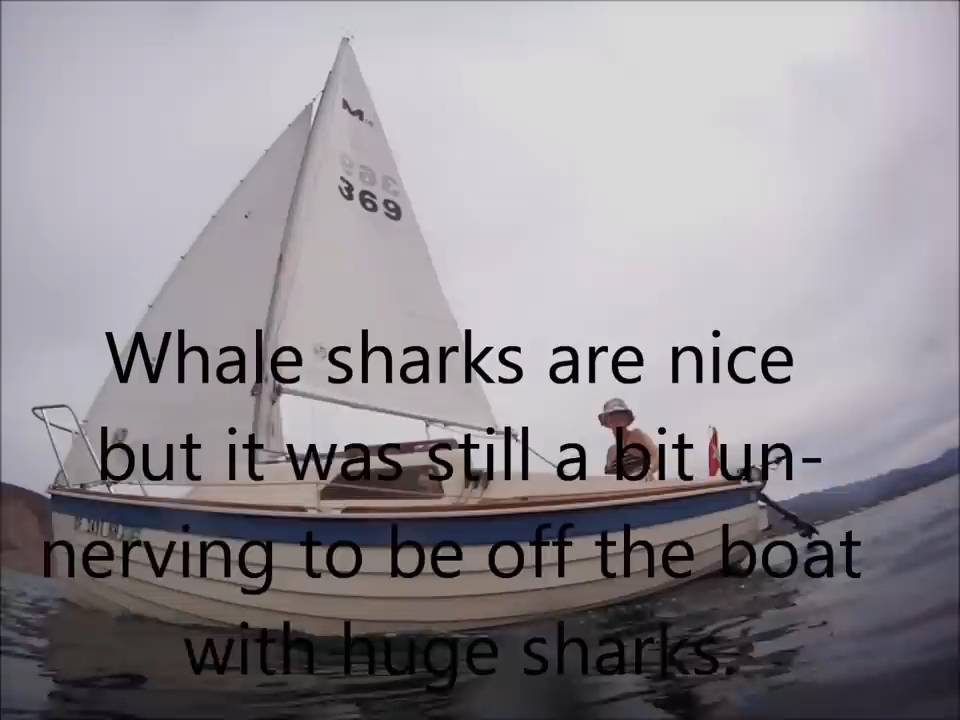 M
369
Whale sharks are nice
but it was still a bit un-
nerving to be off the boat
with huge sharks.